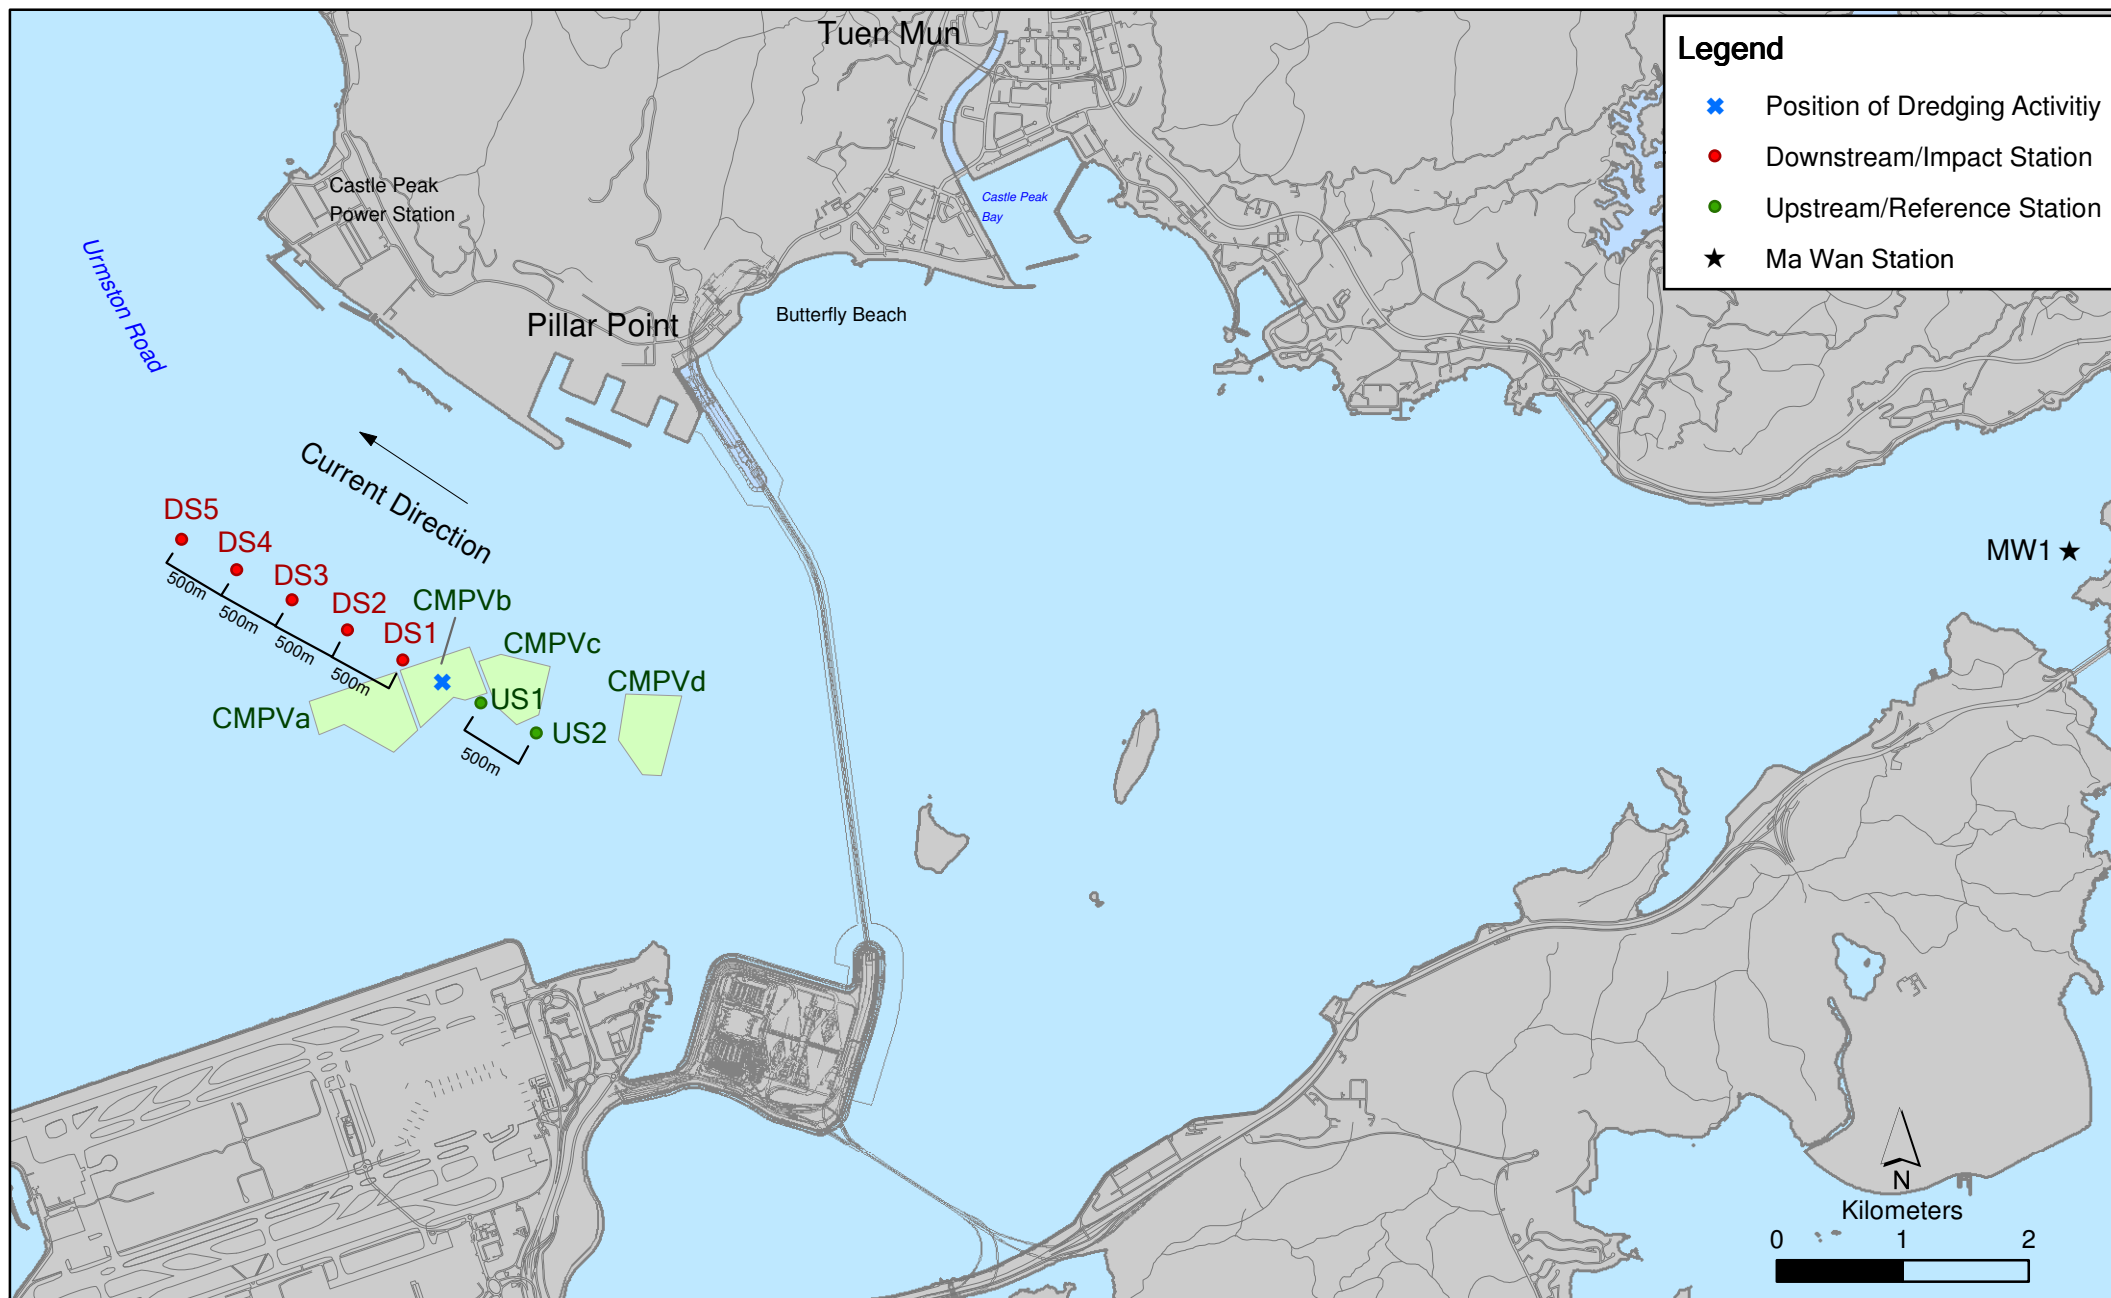 Tuen Mun
Legend
Position of Dredging Activitiy
Downstream/Impact Station
Upstream/Reference Station
Ma Wan Station
Castle Peak
Power Station
Castle Peak
Bay
Urmston Road
Pillar Point
Butterfly Beach
Current Direction
DS5
DS4
DS3
DS2
DS1
500m
500m
500m
500m
CMPVb
CMPVc
CMPVd
CMPVa
US1
US2
500m
MW1
N
Kilometers
0 1 2